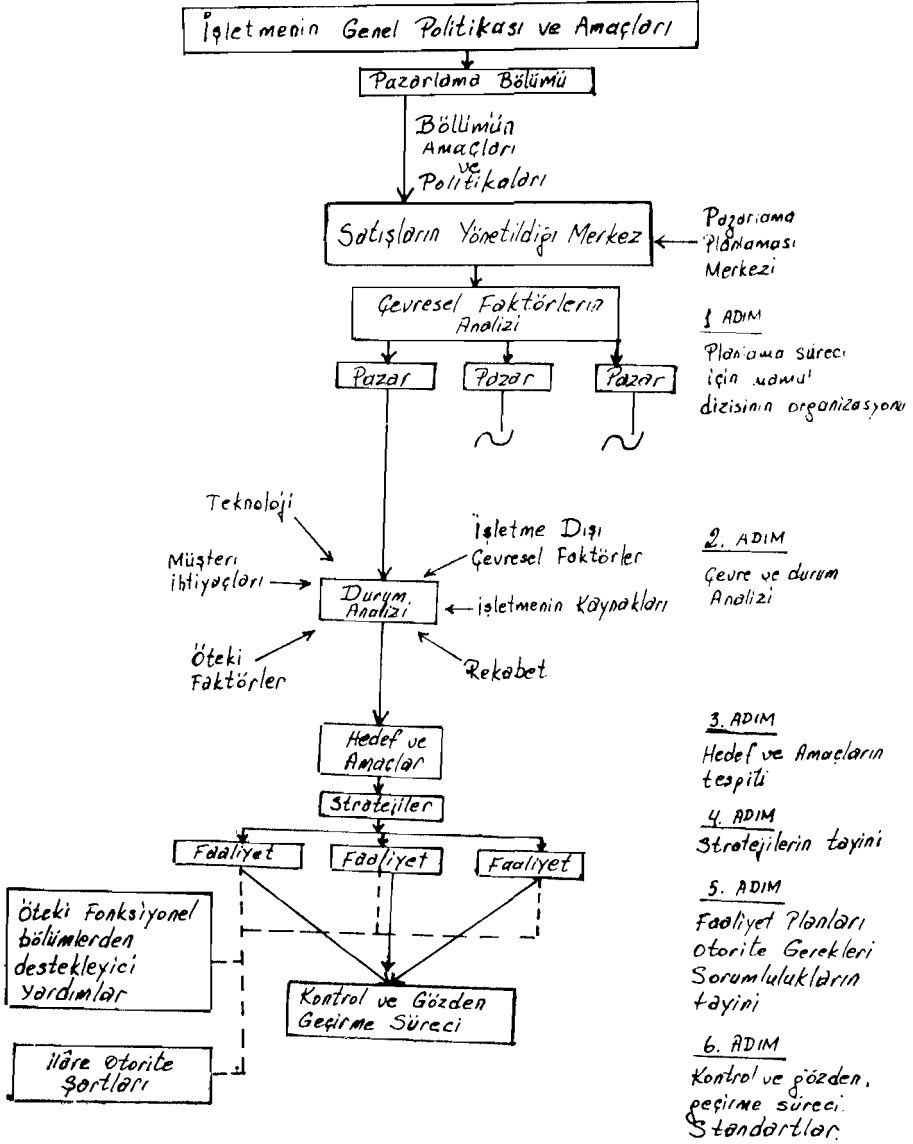 İşletmenin Genel Politikası ve Amaçları
Pazarlama Bölümü
Bölümün
Amaçları
ve
Politikaları
Satışların Yönetildiği Merkez
Pazarlama
Planlaması
Merkezi
Çevresel Faktörlerin
Analizi
1 ADIM
Planlama süreci
için mamul
dizisinin organizasyonu
Pazar
Pazar
Pazar
Teknoloji
İşletme Dışı
Çevresel Faktörler
Müşteri
ihtiyaçları
Durum
Analizi
işletmenin Kaynakları
Öteki
Faktörler
Rekabet
2. ADIM
Çevre ve durum
Analizi
Hedef ve
Amaçlar
3. ADIM
Hedef ve Amaçların
tespiti
Stratejiler
4. ADIM
Stratejilerin tayini
Faaliyet
Faaliyet
Faaliyet
5. ADIM
Faaliyet Planları
Otorite Gerekleri
Sorumlulukların
tayini
Öteki Fonksiyonel
bölümlerden
destekleyici
Yardımlar
Kontrol ve Gözden
Geçirme Süreci
ilâre Otorite
Şartları
6. ADIM
Kontrol ve gözden,
geçirme süreci.
Standartlar.